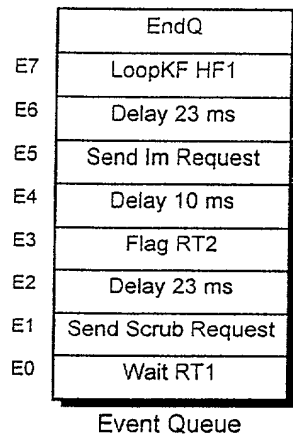 EndQ
E7 LoopKF HF1
E6 Delay 23 ms
E5 Send Im Request
E4 Delay 10 ms
E3 Flag RT2
E2 Delay 23 ms
E1 Send Scrub Request
E0 Wait RT1
Event Queue